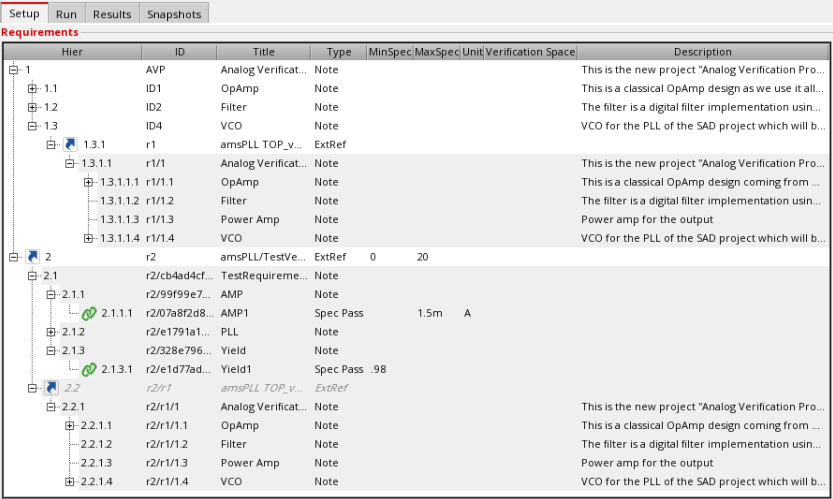 Setup Run Results Snapshots
Requirements
Hier ID Title Type MinSpec MaxSpec Unit Verification Space Description
1 AVP Analog Verificat... Note This is the new project "Analog Verification Pro...
1.1 ID1 OpAmp Note This is a classical OpAmp design as we use it all...
1.2 ID2 Filter Note The filter is a digital filter implementation usin...
1.3 ID4 VCO Note VCO for the PLL of the SAD project which will b...
1.3.1 r1 amsPLL TOP_v... ExtRef
1.3.1.1 r1/1 Analog Verificat... Note This is the new project "Analog Verification Pro...
1.3.1.1.1 r1/1.1 OpAmp Note This is a classical OpAmp design coming from ...
1.3.1.1.2 r1/1.2 Filter Note The filter is a digital filter implementation usin...
1.3.1.1.3 r1/1.3 Power Amp Note Power amp for the output
1.3.1.1.4 r1/1.4 VCO Note VCO for the PLL of the SAD project which will b...
2 r2 amsPLL/TestVe... ExtRef 0 20
2.1 r2/cb4ad4cf... TestRequireme... Note
2.1.1 r2/99f99e7... AMP Note
2.1.1.1 r2/07a8f2d8... AMP1 Spec Pass 1.5m A
2.1.2 r2/e1791a1... PLL Note
2.1.3 r2/328e796... Yield Note
2.1.3.1 r2/e1d77ad... Yield1 Spec Pass .98
2.2 r2/r1 amsPLL TOP_v... ExtRef
2.2.1 r2/r1/1 Analog Verificat... Note This is the new project "Analog Verification Pro...
2.2.1.1 r2/r1/1.1 OpAmp Note This is a classical OpAmp design coming from ...
2.2.1.2 r2/r1/1.2 Filter Note The filter is a digital filter implementation usin...
2.2.1.3 r2/r1/1.3 Power Amp Note Power amp for the output
2.2.1.4 r2/r1/1.4 VCO Note VCO for the PLL of the SAD project which will b...